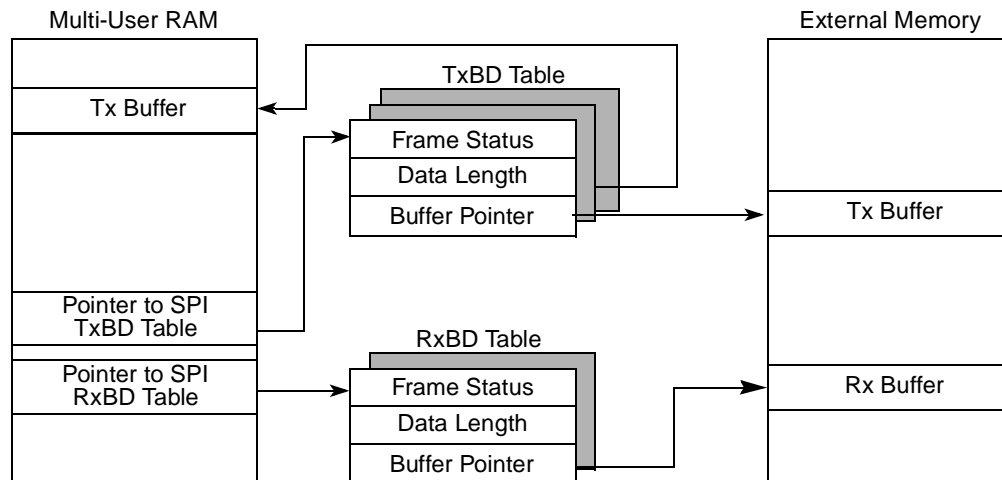 Multi-User RAM
External Memory
TxBD Table
Tx Buffer
Frame Status
Data Length
Buffer Pointer
Tx Buffer
Pointer to SPI
TxBD Table
RxBD Table
Pointer to SPI
RxBD Table
Frame Status
Data Length
Buffer Pointer
Rx Buffer